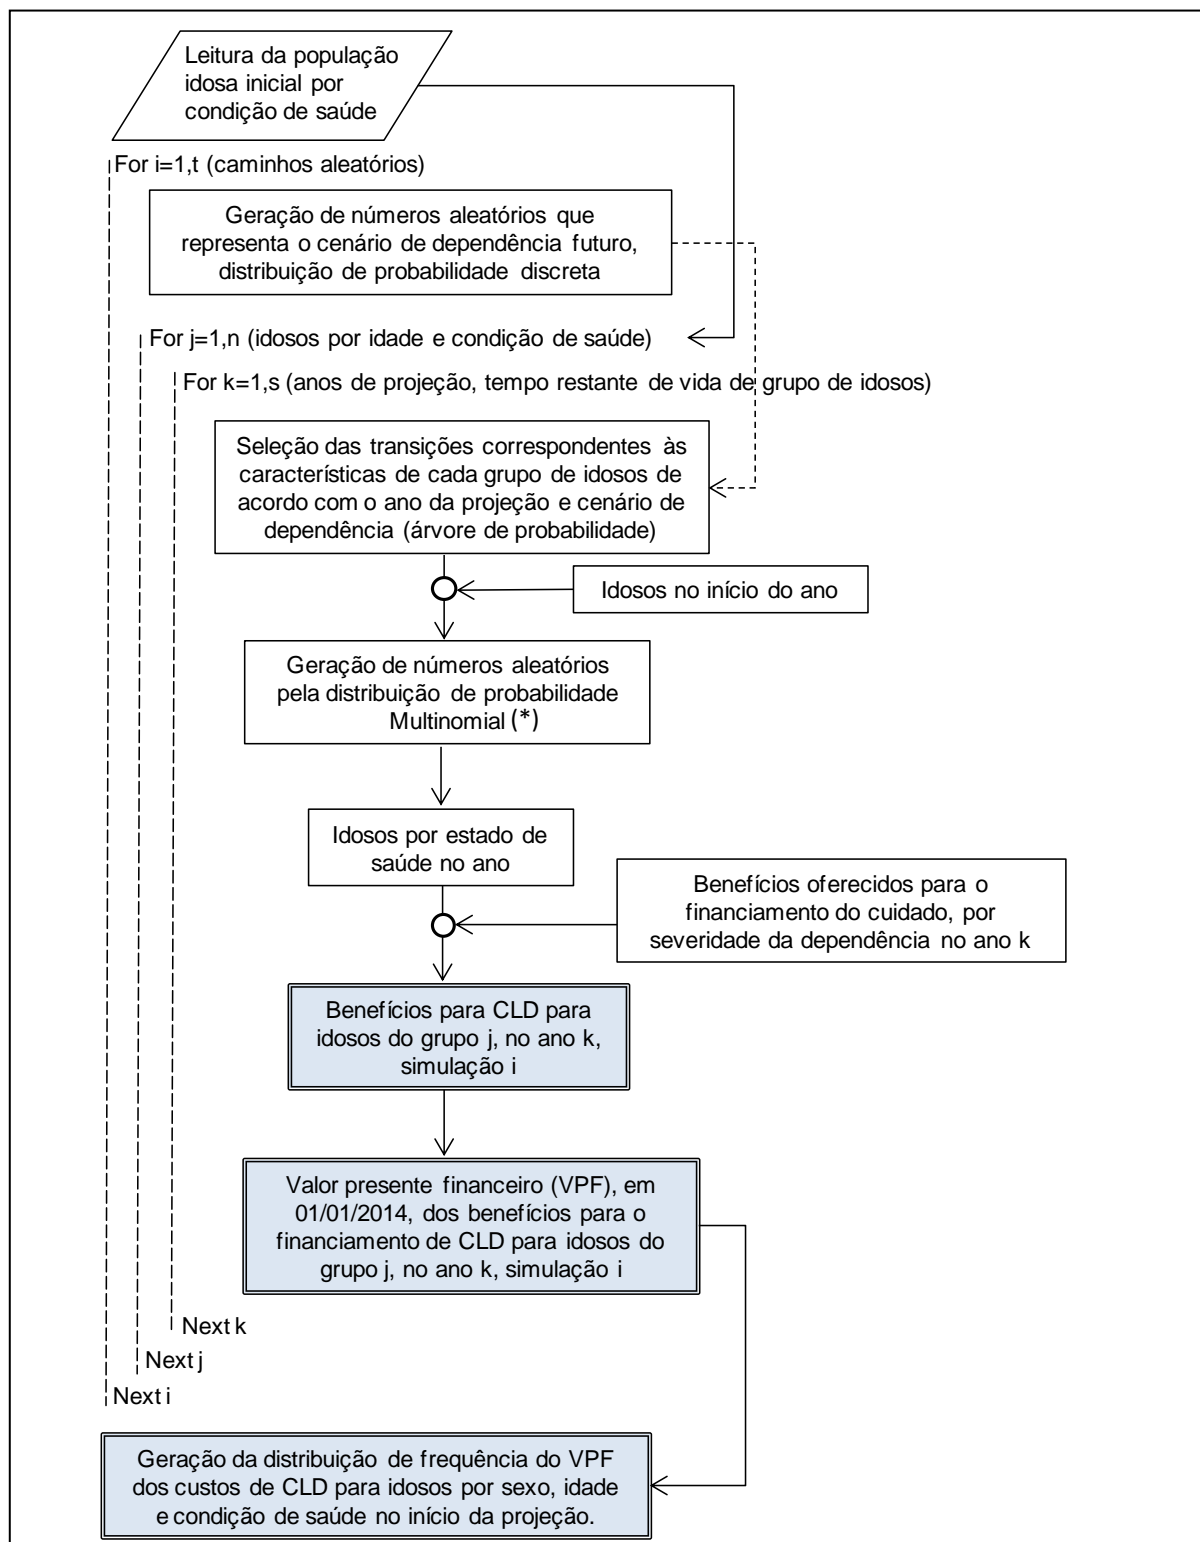 Leitura da população
idosa inicial por
condição de saúde
For i=1,t (caminhos aleatórios)
Geração de números aleatórios que
representa o cenário de dependência futuro,
distribuição de probabilidade discreta
For j=1,n (idosos por idade e condição de saúde)
For k=1,s (anos de projeção, tempo restante de vida de grupo de idosos)
Seleção das transições correspondentes às
características de cada grupo de idosos de
acordo com o ano da projeção e cenário de
dependência (árvore de probabilidade)
Idosos no início do ano
Geração de números aleatórios
pela distribuição de probabilidade
Multinomial (*)
Idosos por estado de
saúde no ano
Benefícios oferecidos para o
financiamento do cuidado, por
severidade da dependência no ano k
Benefícios para CLD para
idosos do grupo j, no ano k,
simulação i
Valor presente financeiro (VPF), em
01/01/2014, dos benefícios para o
financiamento de CLD para idosos do
grupo j, no ano k, simulação i
Next k
Next j
Next i
Geração da distribuição de frequência do VPF
dos custos de CLD para idosos por sexo, idade
e condição de saúde no início da projeção.